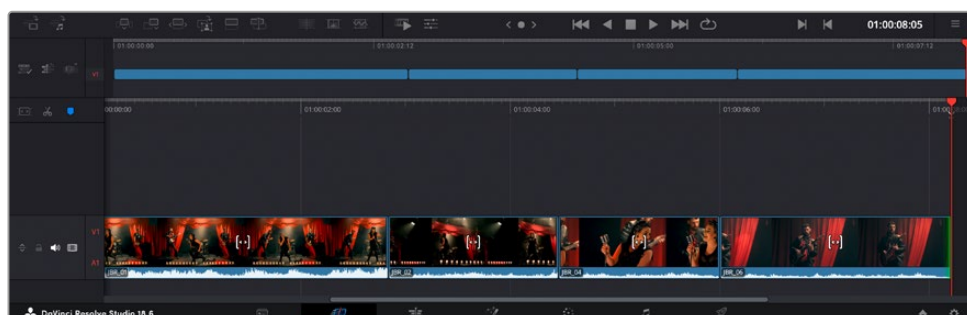 01:00:08:05
01:00:00:00 01:00:02:12 01:00:05:00 01:00:07:12
V1
00:00:00 01:00:02:00 01:00:04:00 01:00:06:00
V1
A1 JBR_01 JBR_02 JBR_04 JBR_06
DaVinci Resolve Studio 18.6